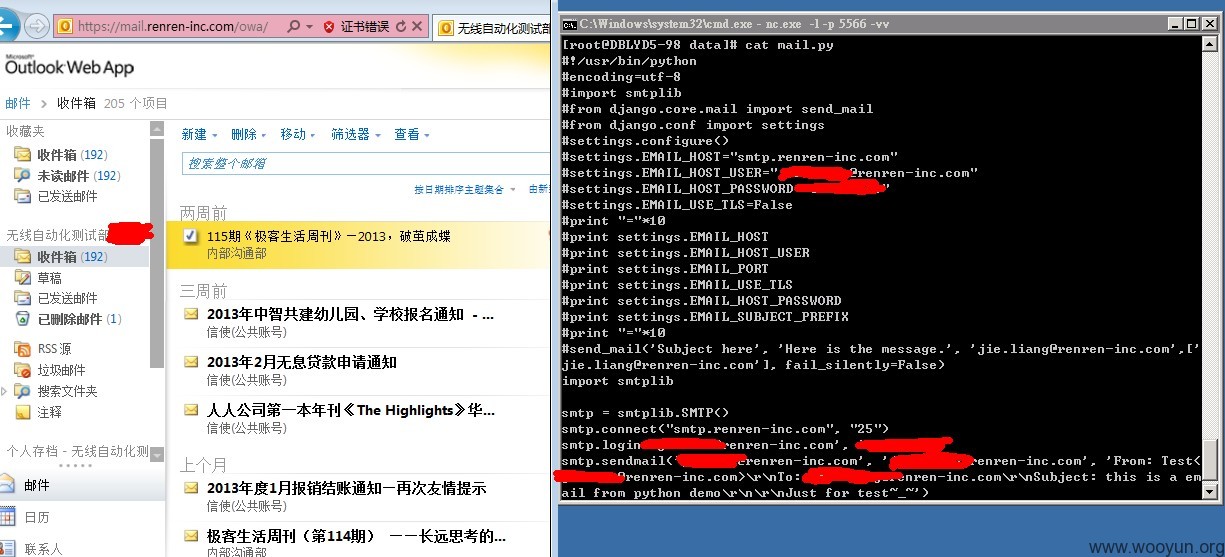 https://mail.renren-inc.com/owa/
证书错误
无线自动化测试部
Microsoft
Outlook Web App
邮件 > 收件箱 205 个项目
收藏夹
收件箱 (192)
未读邮件 (192)
已发送邮件
无线自动化测试部
收件箱 (192)
草稿
已发送邮件
已删除邮件 (1)
RSS 源
垃圾邮件
搜索文件夹
注释
个人存档 - 无线自动化测
邮件
日历
联系人
新建 删除 移动 筛选器 查看
搜索整个邮箱
按日期排序主题集合 由新
两周前
115期《极客生活周刊》—2013，破茧成蝶
内部沟通部
三周前
2013年中智共建幼儿园、学校报名通知 - ...
信使(公共账号)
2013年2月无息贷款申请通知
信使(公共账号)
人人公司第一本年刊《The Highlights》华...
信使(公共账号)
上个月
2013年度1月报销结账通知—再次友情提示
信使(公共账号)
极客生活周刊（第114期） ——长远思考的...
信使(公共账号)
C:\Windows\system32\cmd.exe - nc.exe -l -p 5566 -vv
[root@DBLYD5-98 data]# cat mail.py
#!/usr/bin/python
#encoding=utf-8
#import smtplib
#from django.core.mail import send_mail
#from django.conf import settings
#settings.configure()
#settings.EMAIL_HOST="smtp.renren-inc.com"
#settings.EMAIL_HOST_USER="@renren-inc.com"
#settings.EMAIL_HOST_PASSWORD"
#settings.EMAIL_USE_TLS=False
#print "="*10
#print settings.EMAIL_HOST
#print settings.EMAIL_HOST_USER
#print settings.EMAIL_PORT
#print settings.EMAIL_USE_TLS
#print settings.EMAIL_HOST_PASSWORD
#print settings.EMAIL_SUBJECT_PREFIX
#print "="*10
#send_mail('Subject here', 'Here is the message.', 'jie.liang@renren-inc.com',['
jie.liang@renren-inc.com'], fail_silently=False)
import smtplib
smtp = smtplib.SMTP()
smtp.connect("smtp.renren-inc.com", "25")
smtp.login renren-inc.com',
smtp.sendmail(' renren-inc.com', ' renren-inc.com', 'From: Test<
@renren-inc.com>\r\nTo: renren-inc.com\r\nSubject: this is a em
ail from python demo\r\n\r\nJust for test~_~')
www.wooyun.org